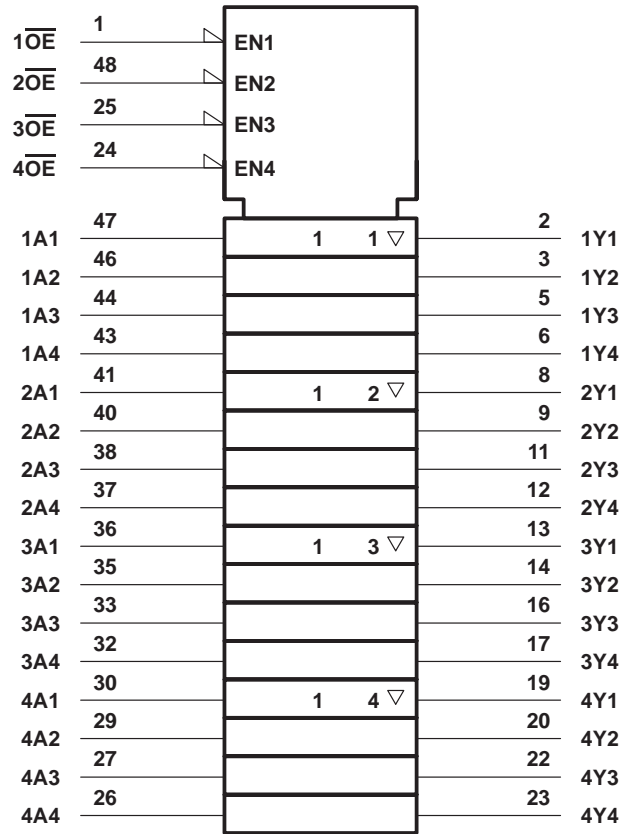 1O̅E̅ 1 EN1
2O̅E̅ 48 EN2
3O̅E̅ 25 EN3
4O̅E̅ 24 EN4
1A1 47 1 1 ▽ 2 1Y1
1A2 46 3 1Y2
1A3 44 5 1Y3
1A4 43 6 1Y4
2A1 41 1 2 ▽ 8 2Y1
2A2 40 9 2Y2
2A3 38 11 2Y3
2A4 37 12 2Y4
3A1 36 1 3 ▽ 13 3Y1
3A2 35 14 3Y2
3A3 33 16 3Y3
3A4 32 17 3Y4
4A1 30 1 4 ▽ 19 4Y1
4A2 29 20 4Y2
4A3 27 22 4Y3
4A4 26 23 4Y4